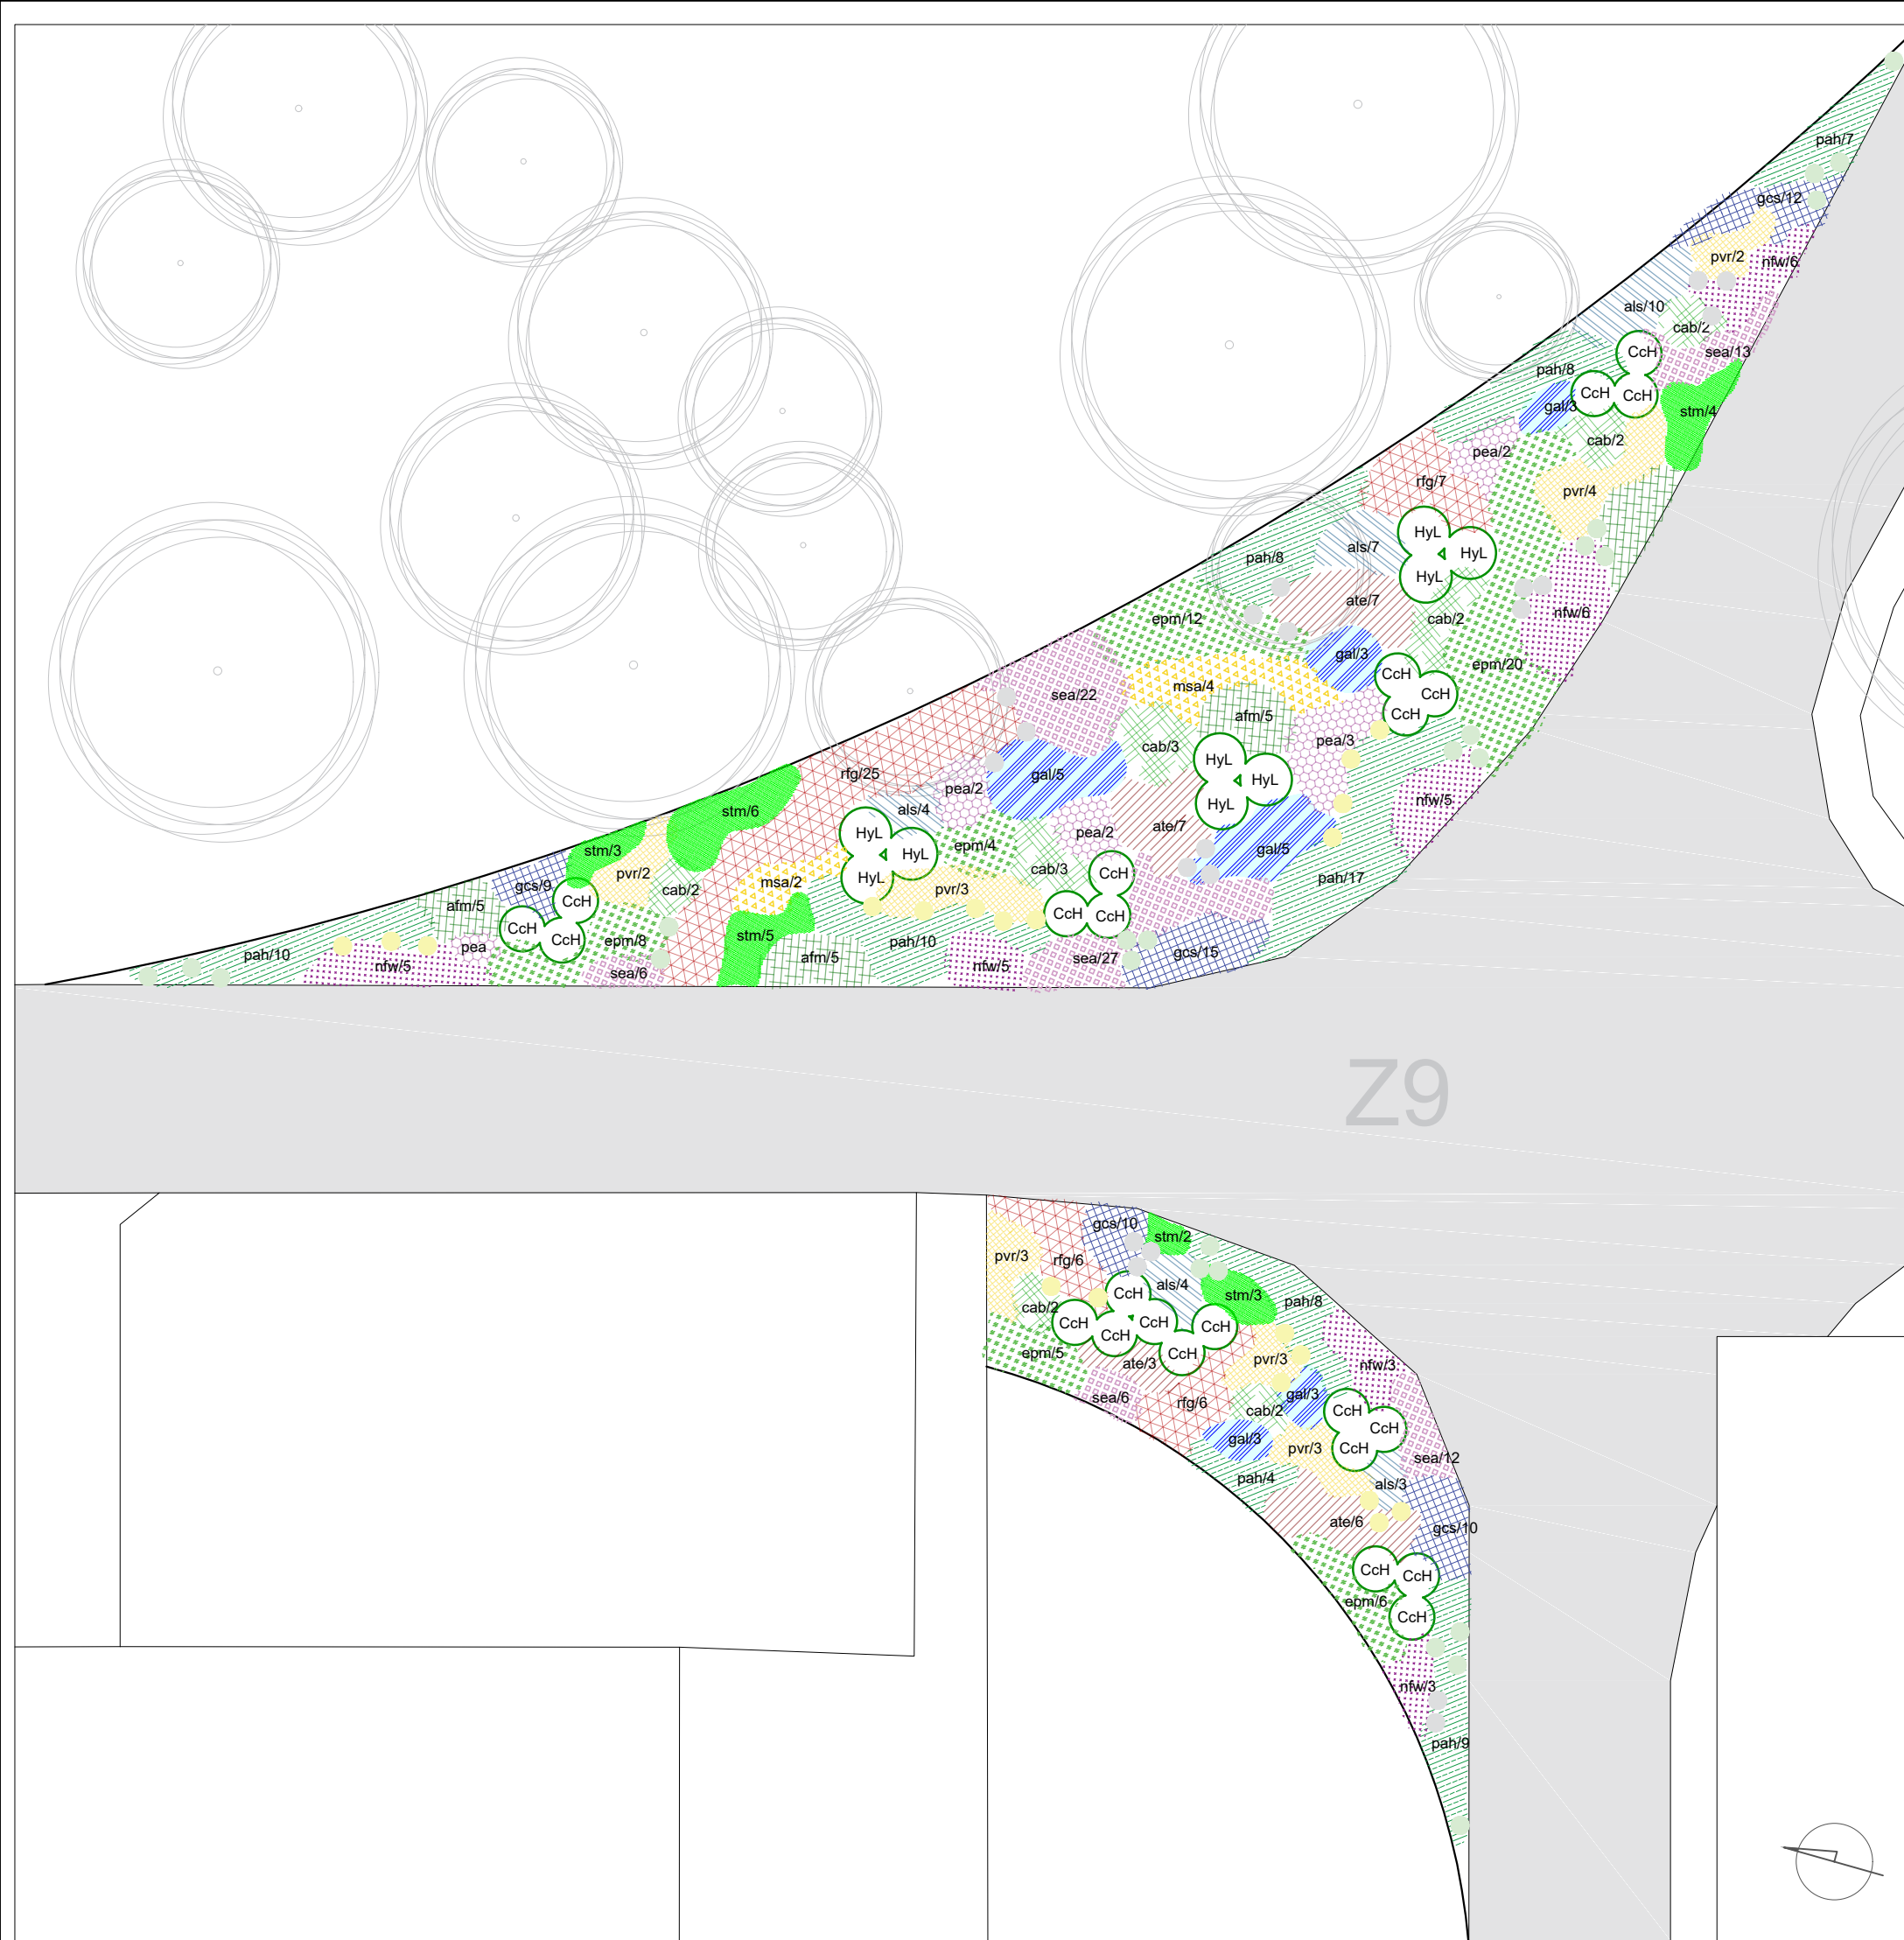 pah/7
gcs/12
pvr/2
nfw/6
als/10
cab/2
sea/13
CcH
pah/8
CcH
CcH
gal/3
stm/4
cab/2
pea/2
rfg/7
pvr/4
HyL
HyL
HyL
als/7
pah/8
ate/7
cab/2
nfw/6
epm/12
gal/3
epm/20
CcH
CcH
CcH
msa/4
sea/22
afm/5
pea/3
cab/3
HyL
HyL
HyL
rfg/25
gal/5
pea/2
nfw/5
stm/6
als/4
ate/7
pea/2
HyL
HyL
HyL
epm/4
gal/5
stm/3
pvr/2
cab/3
CcH
pah/17
gcs/9
msa/2
cab/2
pvr/3
CcH
afm/5
CcH
CcH
CcH
CcH
stm/5
epm/8
pah/10
pea
pah/10
afm/5
gcs/15
sea/27
nfw/5
nfw/5
sea/6
Z9
gcs/10
stm/2
pvr/3
rfg/6
als/4
CcH
stm/3
pah/8
cab/2
CcH
CcH
CcH
CcH
CcH
epm/5
ate/3
pvr/3
nfw/3
sea/6
rfg/6
gal/3
cab/2
CcH
CcH
CcH
gal/3
pvr/3
sea/12
pah/4
als/3
ate/6
gcs/10
CcH
CcH
epm/6
CcH
nfw/3
pah/9